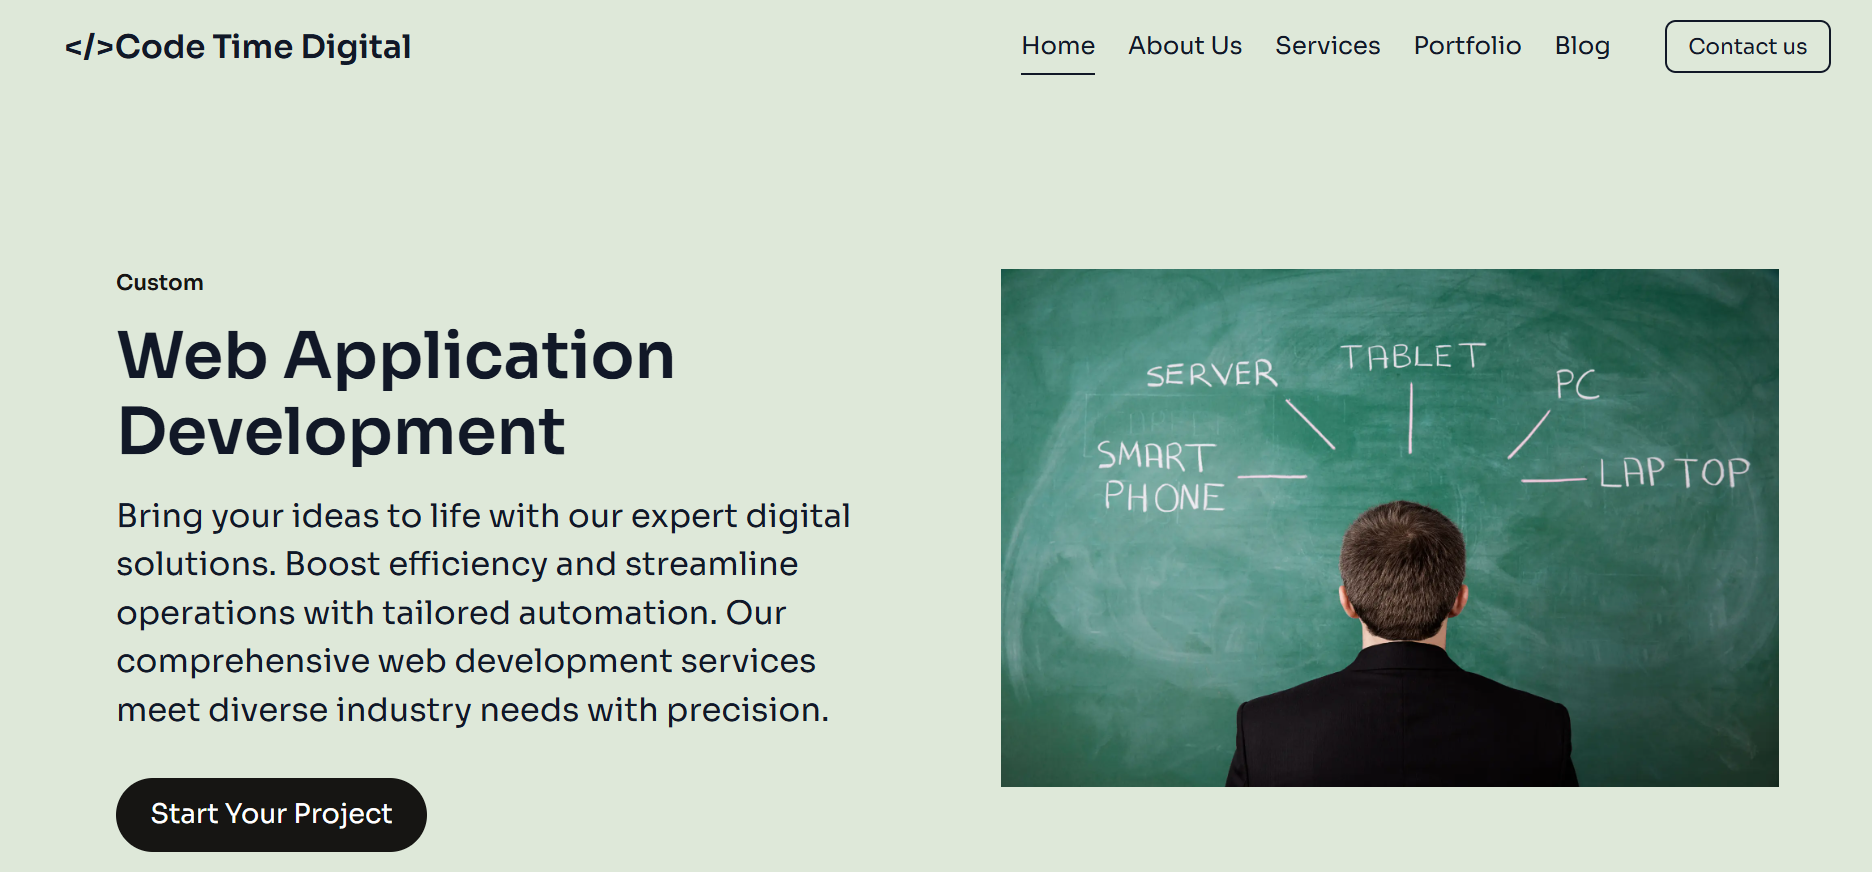 </>Code Time Digital
Home About Us Services Portfolio Blog Contact us
Custom
Web Application
Development
Bring your ideas to life with our expert digital
solutions. Boost efficiency and streamline
operations with tailored automation. Our
comprehensive web development services
meet diverse industry needs with precision.
Start Your Project
SERVER
TABLET
PC
SMART
PHONE
LAPTOP